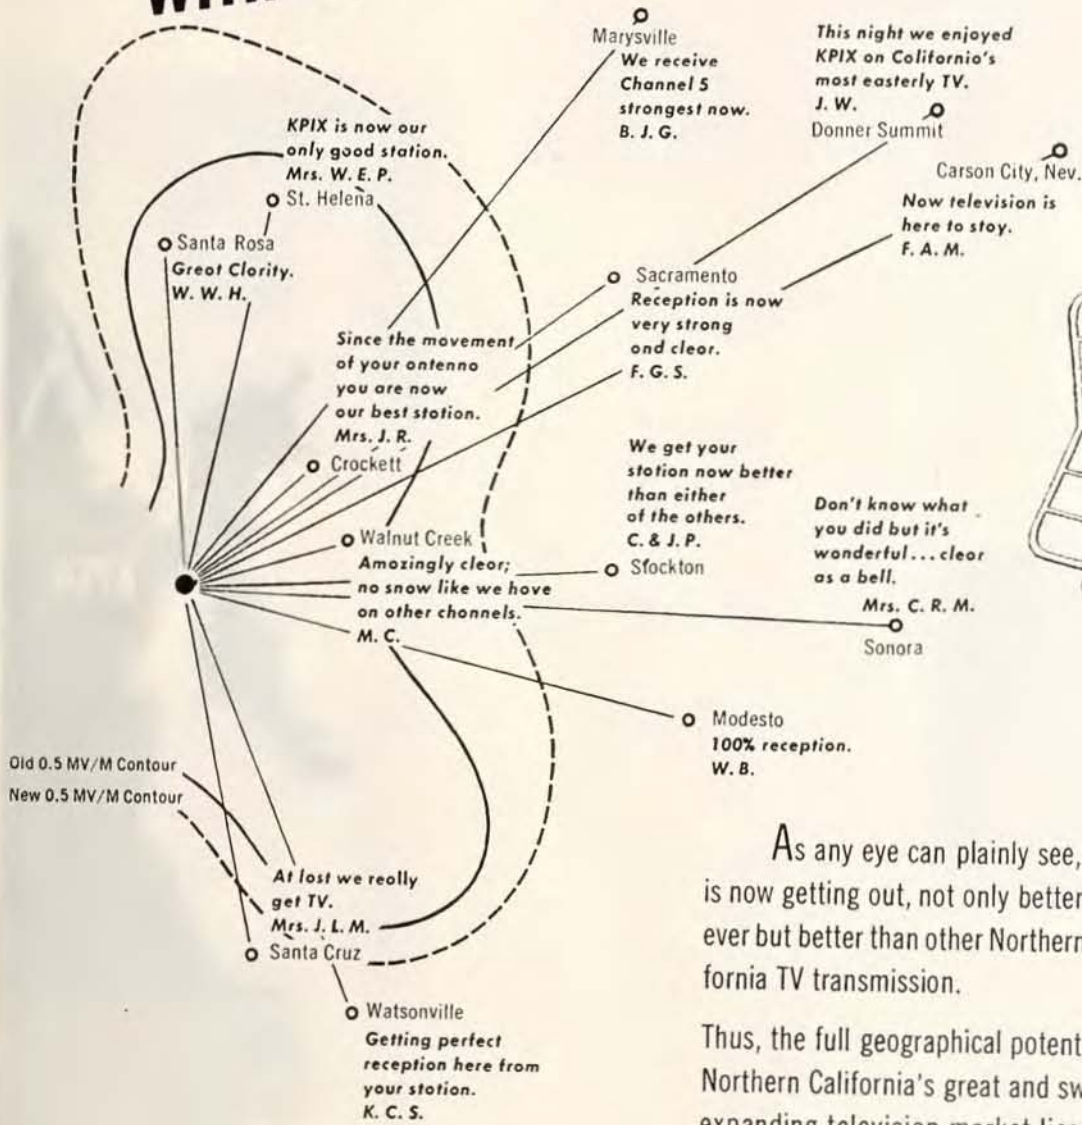 Marysville
We receive
Channel 5
strongest now.
B. J. G.
This night we enjoyed
KPIX on Colifornio's
most easterly TV.
J. W.
Donner Summit
Carson City, Nev.
Now television is
here to stoy.
F. A. M.
KPIX is now our
only good station.
Mrs. W. E. P.
St. Helena
Santa Rosa
Greot Clority.
W. W. H.
Sacramento
Reception is now
very strong
ond cleor.
F. G. S.
Since the movement
of your ontenno
you are now
our best stotion.
Mrs. J. R.
Crockett
We get your
stotion now better
than either
of the others.
C. & J. P.
Stockton
Don't know what
you did but it's
wonderful...clear
as a bell.
Mrs. C. R. M.
Sonora
Walnut Creek
Amozingly cleor;
no snow like we hove
on other chonnels.
M. C.
Modesto
100% reception.
W. B.
Old 0.5 MV/M Contour
New 0.5 MV/M Contour
At lost we reolly
get TV.
Mrs. J. L. M.
Santa Cruz
Watsonville
Getting perfect
reception here from
your station.
K. C. S.
As any eye can plainly see,
is now getting out, not only better
ever but better than other Northern
fornia TV transmission.
Thus, the full geographical potent
Northern California's great and sw
expanding television market